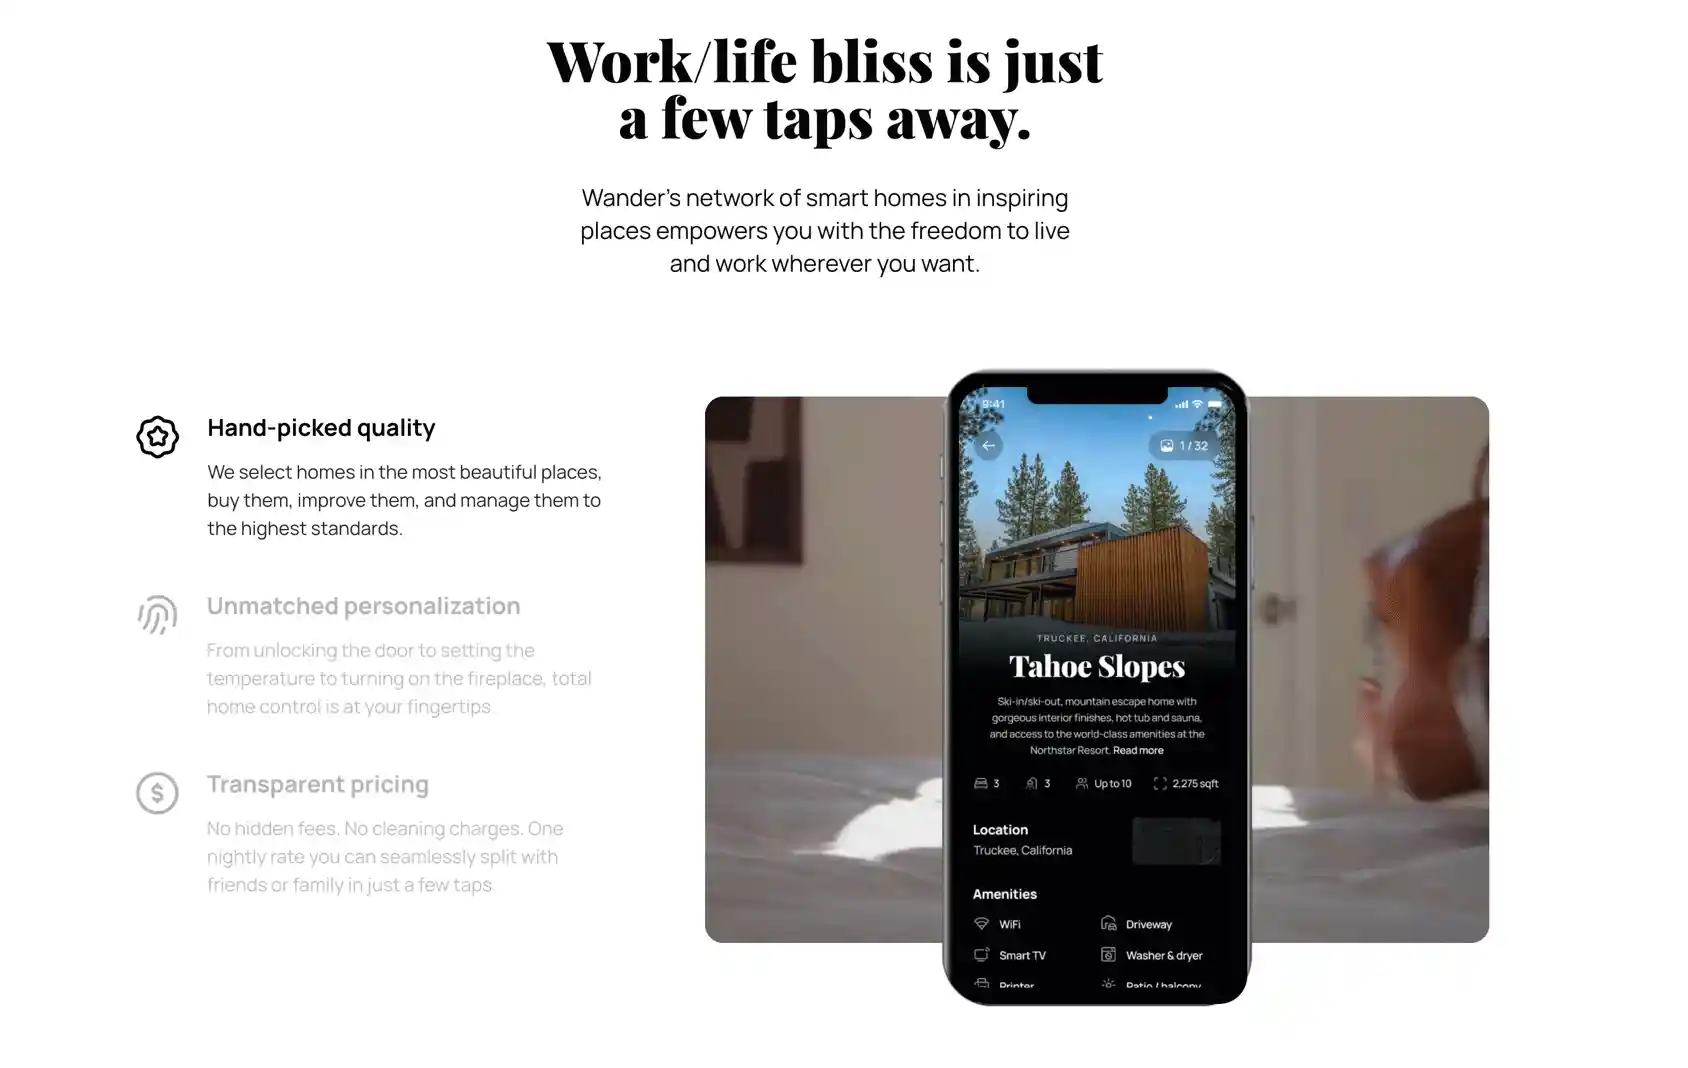 Work/life bliss is just
a few taps away.
Wander's network of smart homes in inspiring
places empowers you with the freedom to live
and work wherever you want.
Hand-picked quality
We select homes in the most beautiful places,
buy them, improve them, and manage them to
the highest standards.
Unmatched personalization
From unlocking the door to setting the
temperature to turning on the fireplace, total
home control is at your fingertips.
Transparent pricing
No hidden fees. No cleaning charges. One
nightly rate you can seamlessly split with
friends or family in just a few taps.
9:41
1 / 32
TRUCKEE, CALIFORNIA
Tahoe Slopes
Ski-in/ski-out, mountain escape home with
gorgeous interior finishes, hot tub and sauna,
and access to the world-class amenities at the
Northstar Resort. Read more
3 3 Up to 10 2,275 sqft
Location
Truckee, California
Amenities
WiFi Driveway
Smart TV Washer & dryer
Printer Patio / balcony